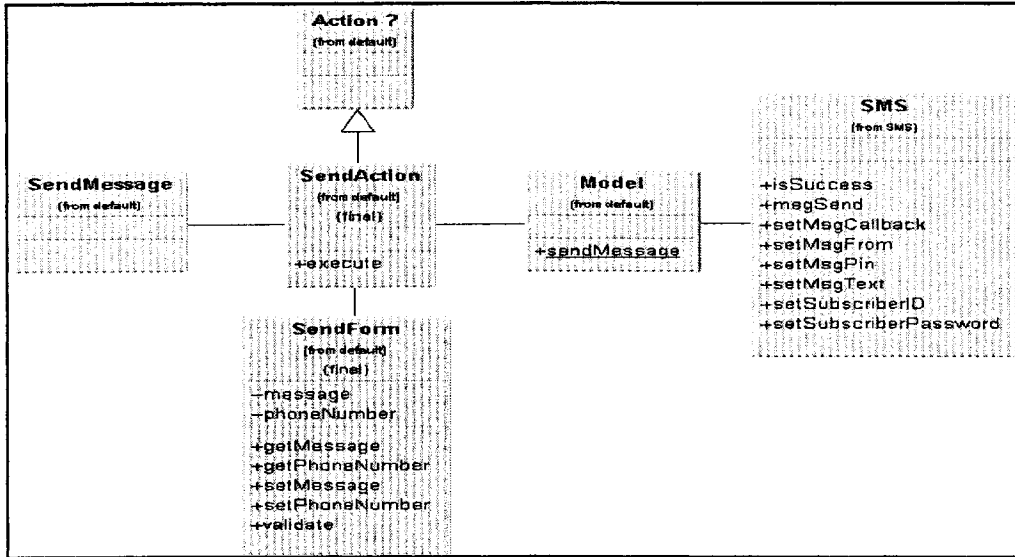 Action ?
(from default)
SendMessage
(from default)
SendAction
(from default)
{final}
+execute
Model
(from default)
+sendMessage
SMS
(from SMS)
+isSuccess
+msgSend
+setMsgCallback
+setMsgFrom
+setMsgPin
+setMsgText
+setSubscriberID
+setSubscriberPassword
SendForm
(from default)
{final}
-message
-phoneNumber
+getMessage
+getPhoneNumber
+setMessage
+setPhoneNumber
+validate